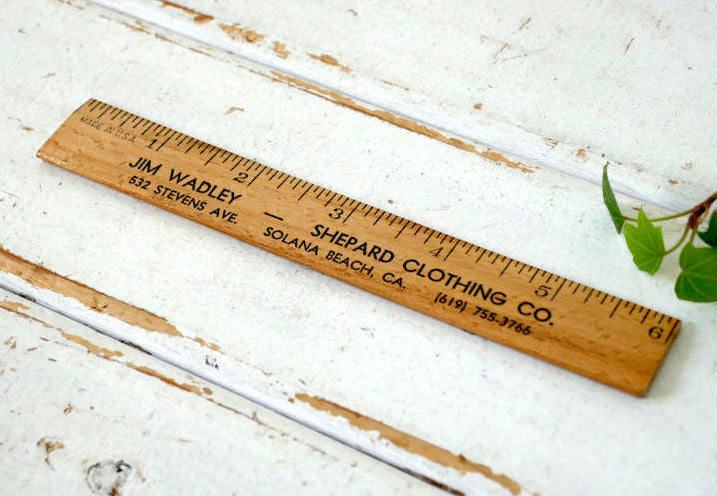 MADE IN U.S.A.
1 2 3 4 5 6
JIM WADLEY — SHEPARD CLOTHING CO.
532 STEVENS AVE. SOLANA BEACH, CA. (619) 755-3766